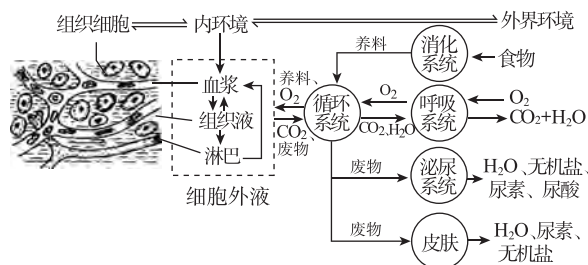 组织细胞 内环境 外界环境
养料 消化系统 食物
血浆
组织液
淋巴
细胞外液
养料、O₂
CO₂、废物
循环系统
O₂
CO₂、H₂O
呼吸系统
O₂
CO₂+H₂O
废物 泌尿系统 H₂O、无机盐、尿素、尿酸
废物 皮肤 H₂O、尿素、无机盐